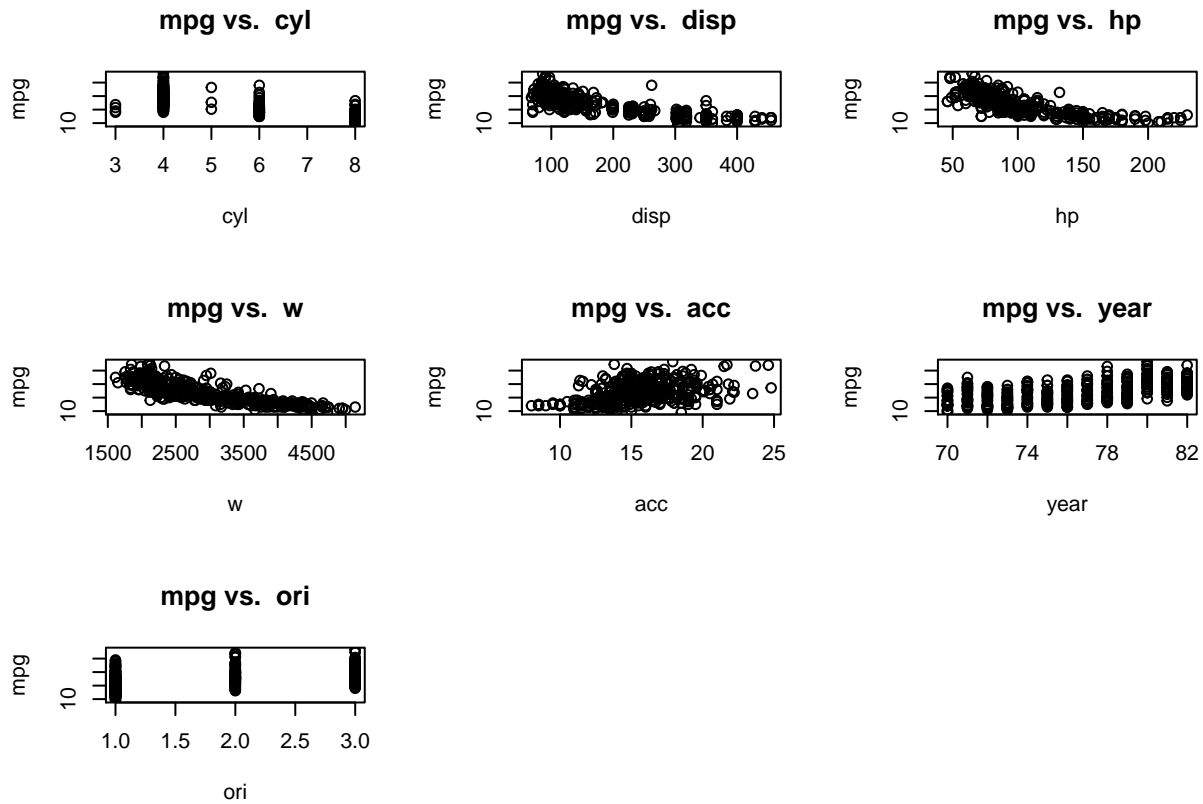 mpg vs. cyl
mpg
10
3 4 5 6 7 8
cyl
mpg vs. disp
mpg
10
100 200 300 400
disp
mpg vs. hp
mpg
10
50 100 150 200
hp
mpg vs. w
mpg
10
1500 2500 3500 4500
w
mpg vs. acc
mpg
10
10 15 20 25
acc
mpg vs. year
mpg
10
70 74 78 82
year
mpg vs. ori
mpg
10
1.0 1.5 2.0 2.5 3.0
ori